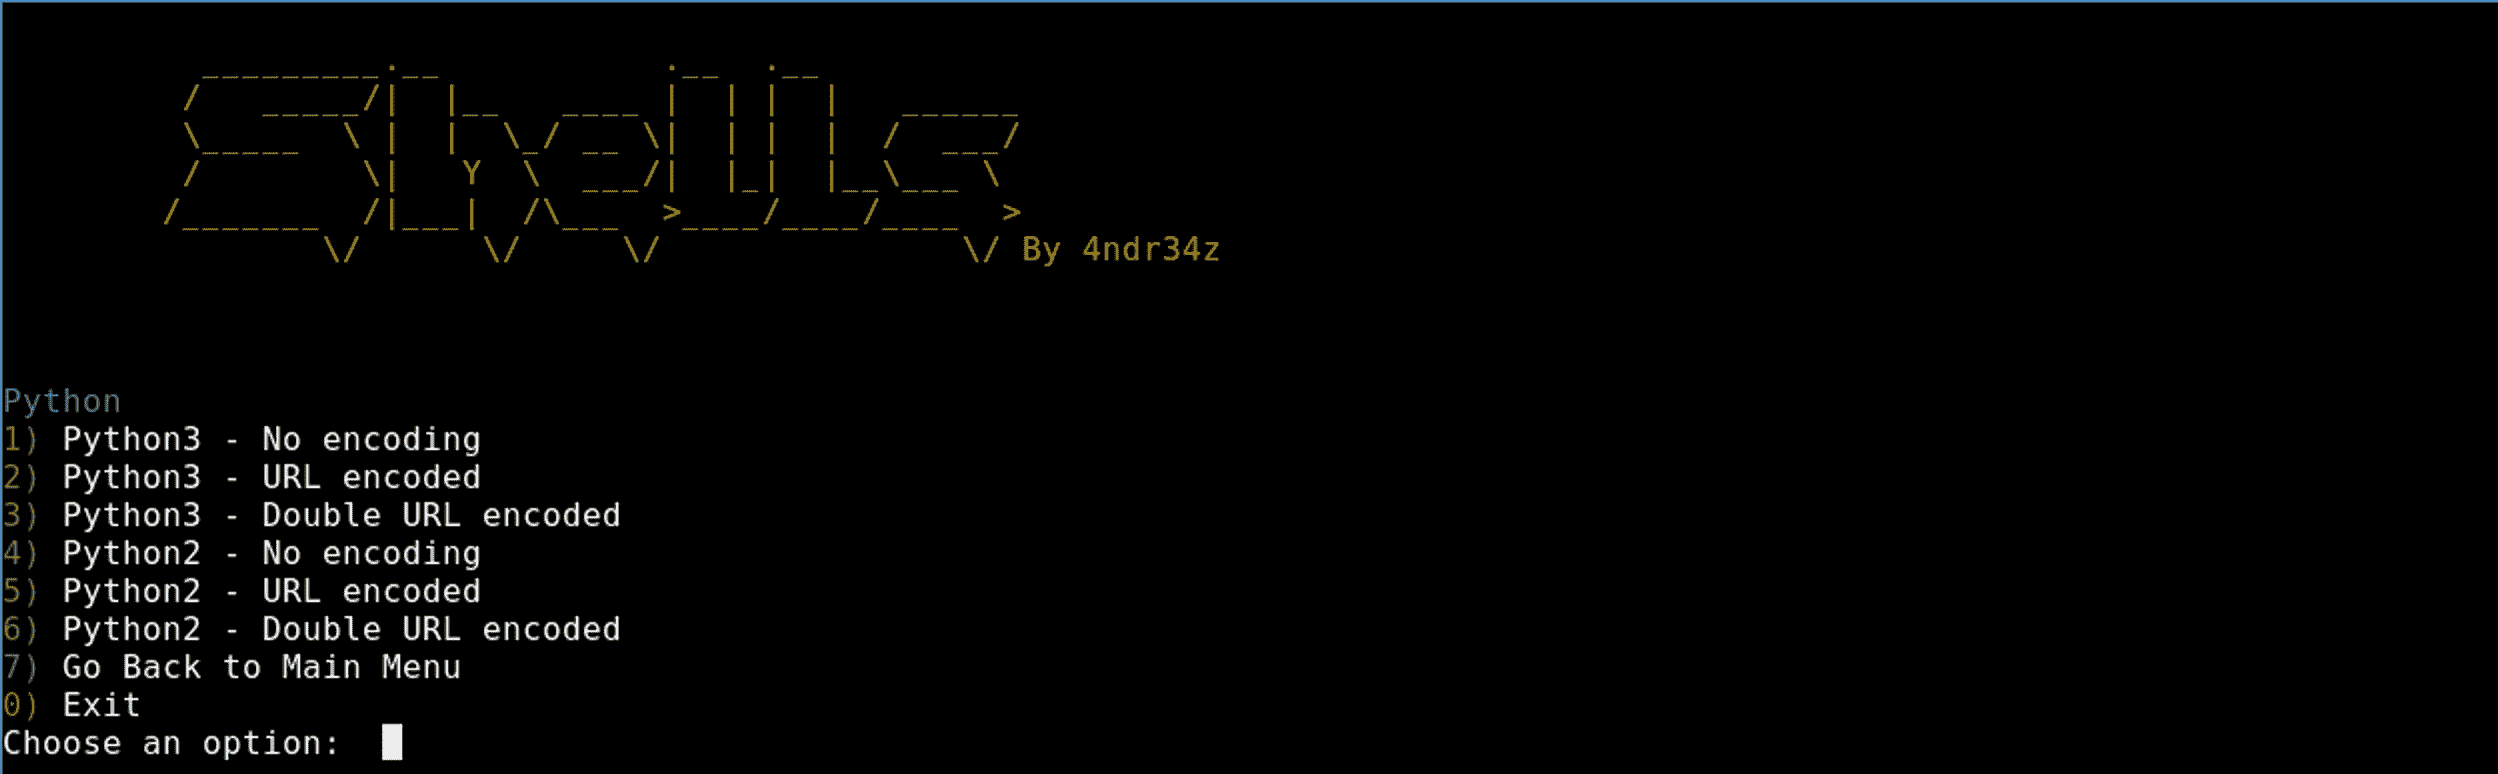 Shells
By 4ndr34z
Python
1) Python3 - No encoding
2) Python3 - URL encoded
3) Python3 - Double URL encoded
4) Python2 - No encoding
5) Python2 - URL encoded
6) Python2 - Double URL encoded
7) Go Back to Main Menu
0) Exit
Choose an option: